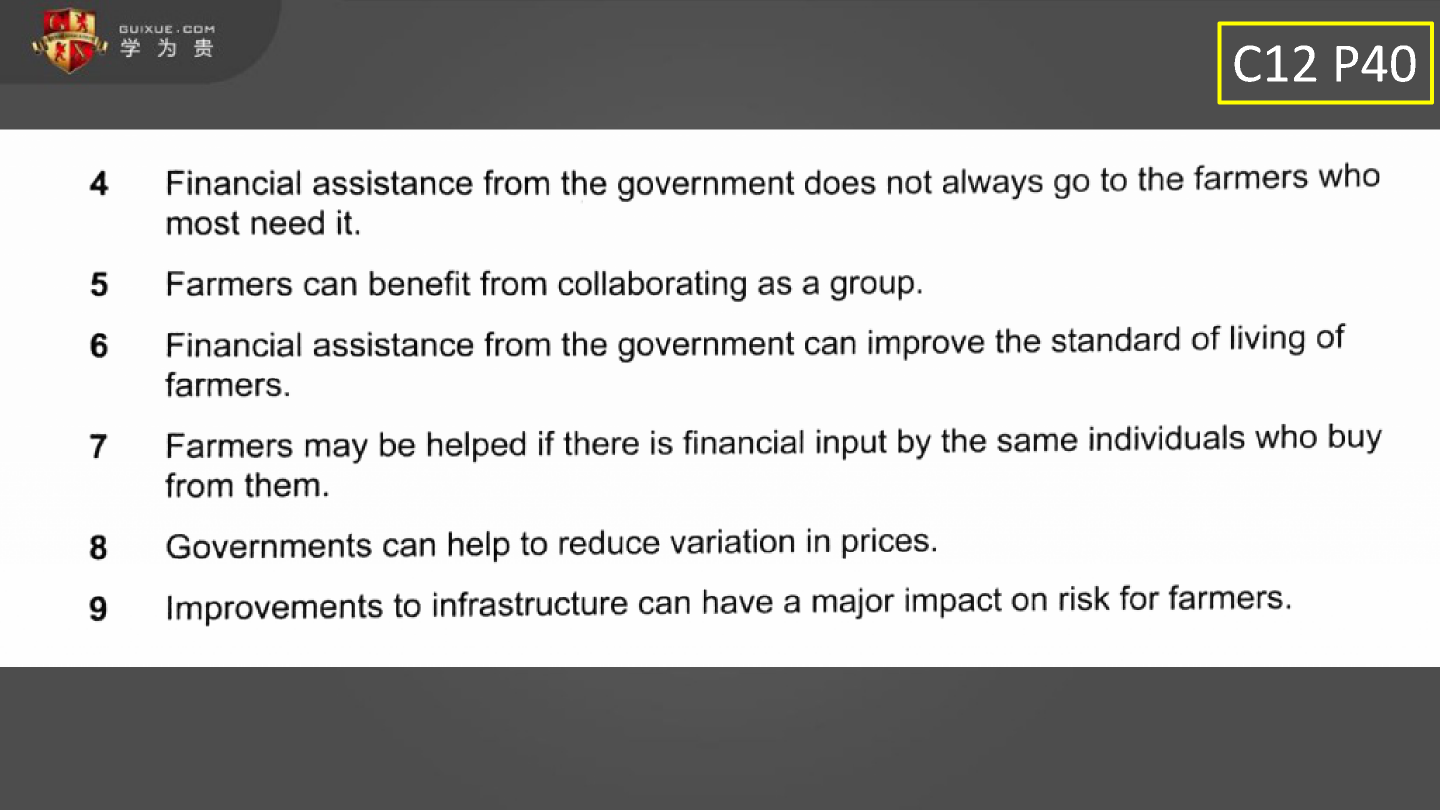 GUIXUE.COM
学为贵
C12 P40
4 Financial assistance from the government does not always go to the farmers who
most need it.
5 Farmers can benefit from collaborating as a group.
6 Financial assistance from the government can improve the standard of living of
farmers.
7 Farmers may be helped if there is financial input by the same individuals who buy
from them.
8 Governments can help to reduce variation in prices.
9 Improvements to infrastructure can have a major impact on risk for farmers.